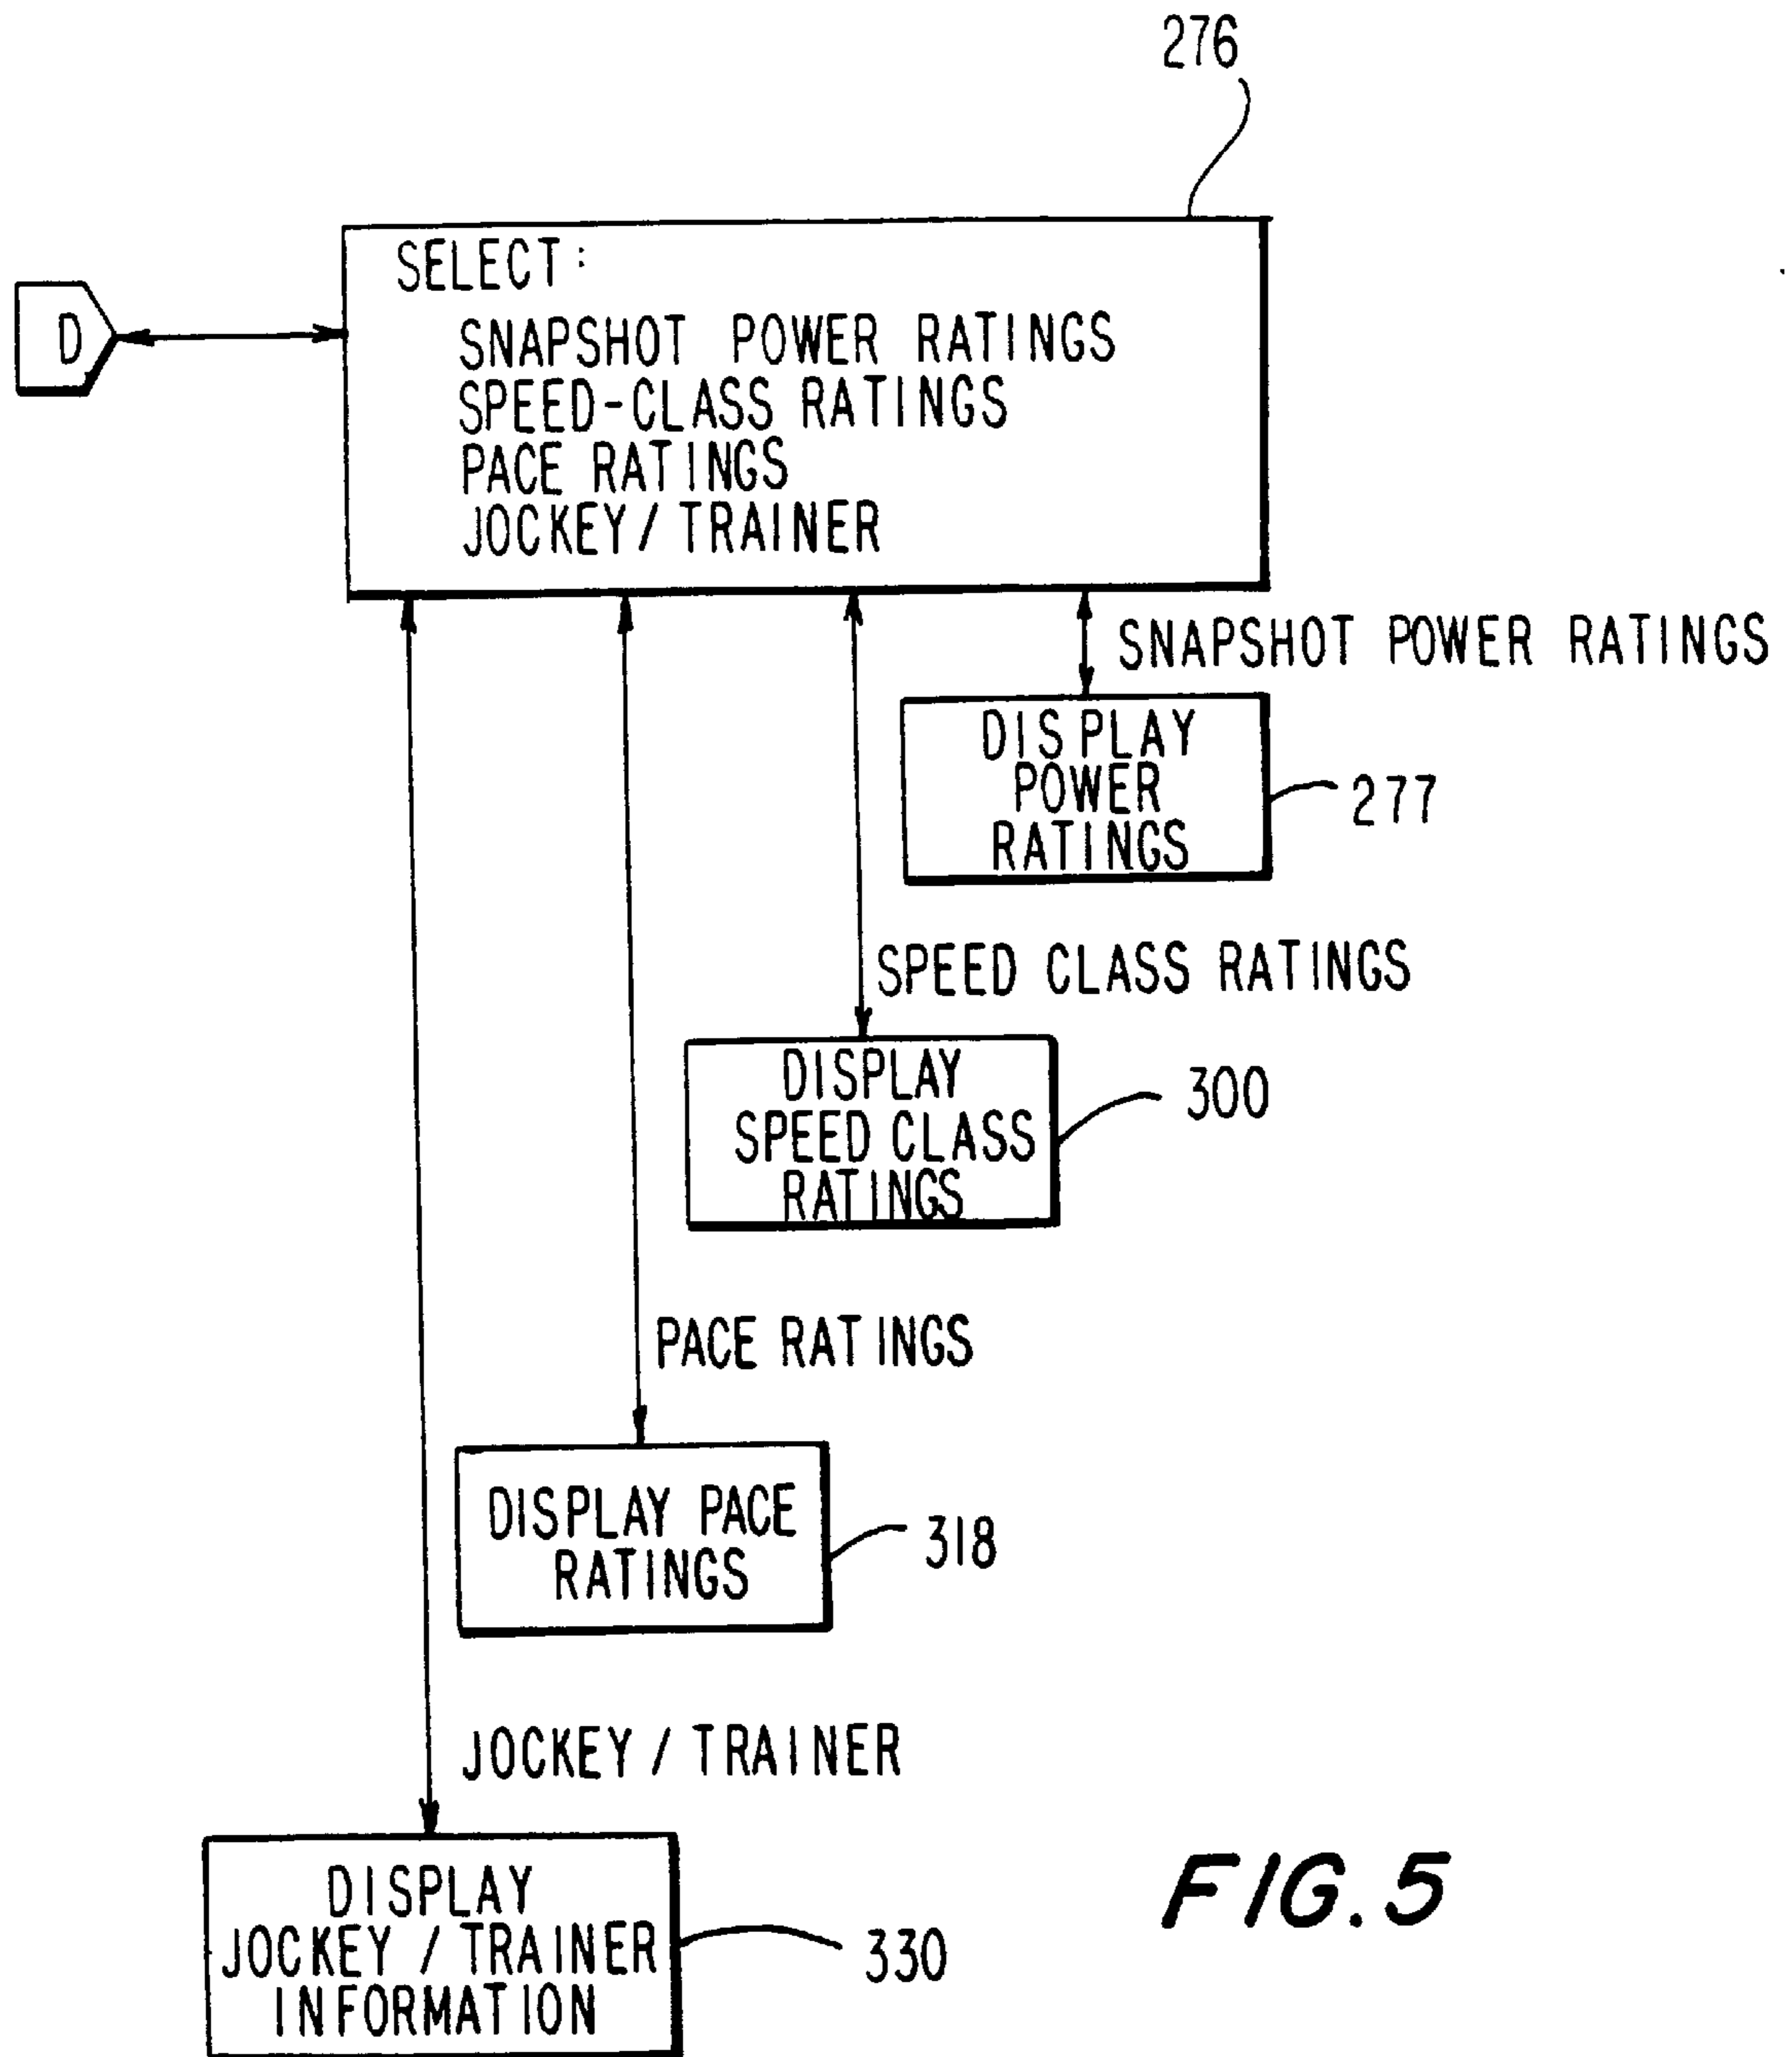 276
SELECT:
SNAPSHOT POWER RATINGS
SPEED-CLASS RATINGS
PACE RATINGS
JOCKEY/TRAINER
D
SNAPSHOT POWER RATINGS
DISPLAY
POWER
RATINGS
277
SPEED CLASS RATINGS
DISPLAY
SPEED CLASS
RATINGS
300
PACE RATINGS
DISPLAY PACE
RATINGS
318
JOCKEY/TRAINER
DISPLAY
JOCKEY/TRAINER
INFORMATION
330
FIG.5